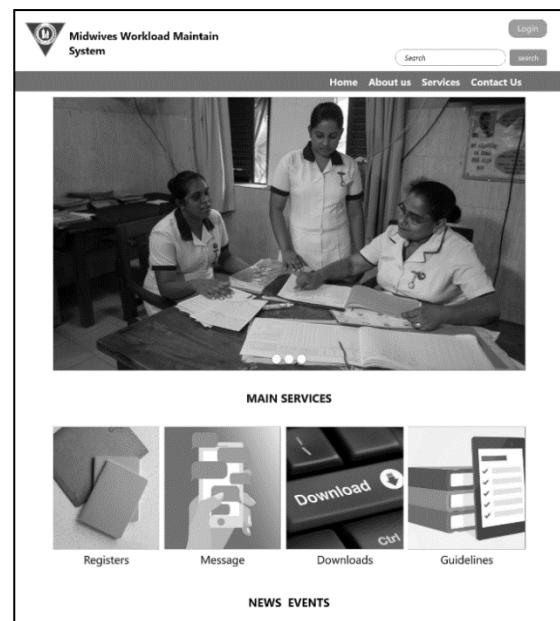 Midwives Workload Maintain
System
Login
Search
search
Home About us Services Contact Us
MAIN SERVICES
Download
Ctrl
Registers Message Downloads Guidelines
NEWS EVENTS